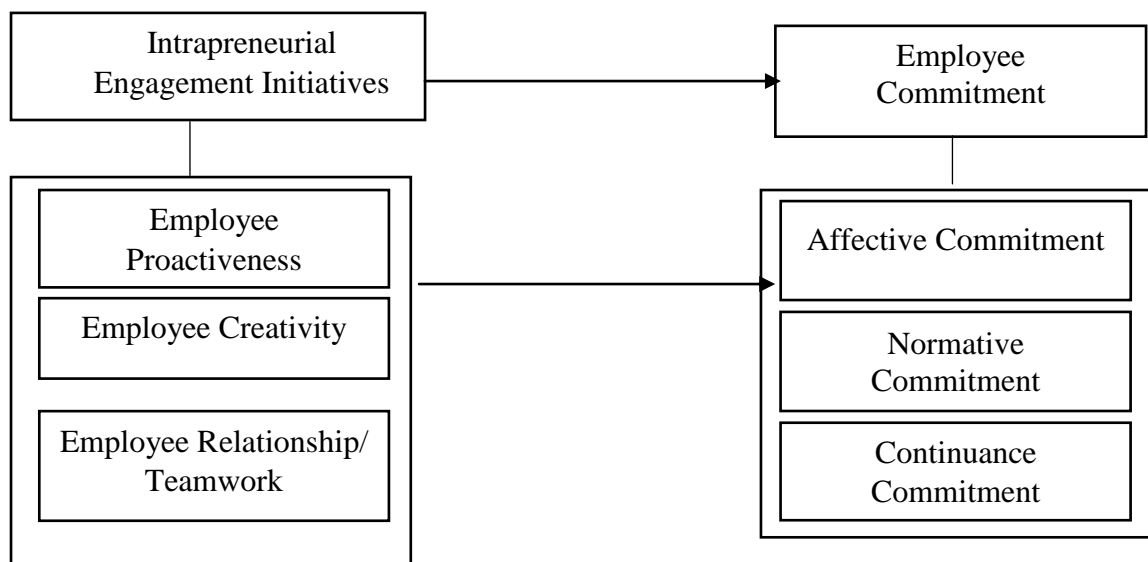 Intrapreneurial
Engagement Initiatives
Employee
Commitment
Employee
Proactiveness
Employee Creativity
Employee Relationship/
Teamwork
Affective Commitment
Normative
Commitment
Continuance
Commitment